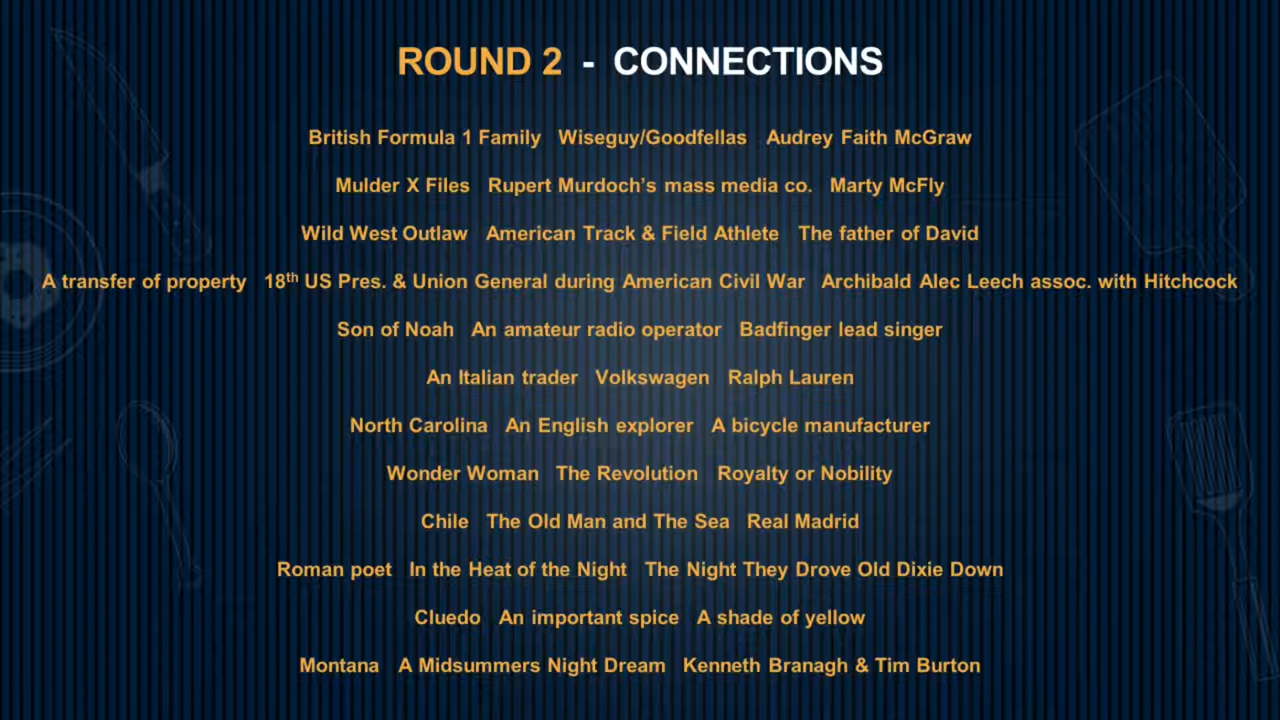 ROUND 2 - CONNECTIONS
British Formula 1 Family Wiseguy/Goodfellas Audrey Faith McGraw
Mulder X Files Rupert Murdoch's mass media co. Marty McFly
Wild West Outlaw American Track & Field Athlete The father of David
A transfer of property 18th US Pres. & Union General during American Civil War Archibald Alec Leech assoc. with Hitchcock
Son of Noah An amateur radio operator Badfinger lead singer
An Italian trader Volkswagen Ralph Lauren
North Carolina An English explorer A bicycle manufacturer
Wonder Woman The Revolution Royalty or Nobility
Chile The Old Man and The Sea Real Madrid
Roman poet In the Heat of the Night The Night They Drove Old Dixie Down
Cluedo An important spice A shade of yellow
Montana A Midsummers Night Dream Kenneth Branagh & Tim Burton